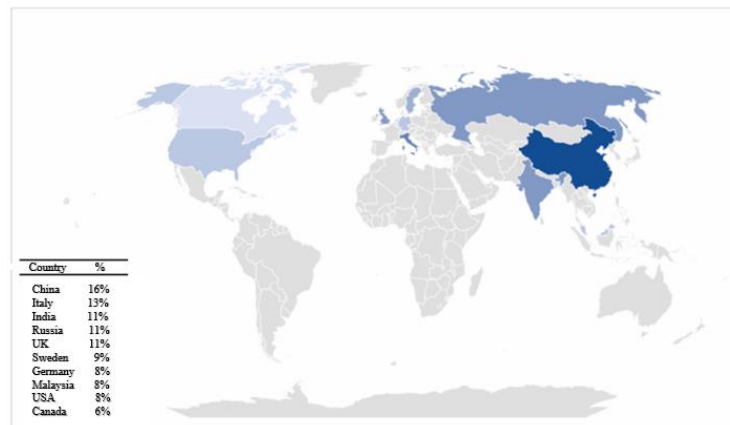 Country %
China 16%
Italy 13%
India 11%
Russia 11%
UK 11%
Sweden 9%
Germany 8%
Malaysia 8%
USA 8%
Canada 6%